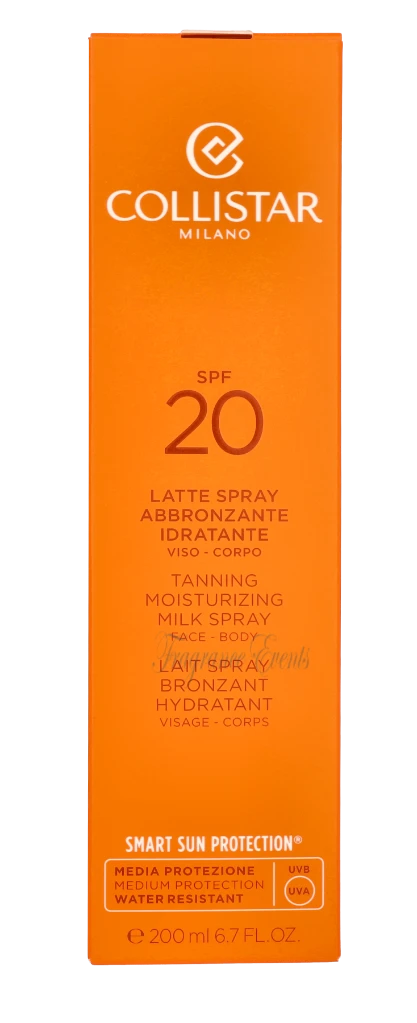 COLLISTAR
MILANO
SPF
20
LATTE SPRAY
ABBRONZANTE
IDRATANTE
VISO - CORPO
TANNING
MOISTURIZING
MILK SPRAY
FACE - BODY
Fragrance Events
LAIT SPRAY
BRONZANT
HYDRATANT
VISAGE - CORPS
SMART SUN PROTECTION®
MEDIA PROTEZIONE
MEDIUM PROTECTION
WATER RESISTANT
UVB
UVA
℮ 200 ml 6.7 FL.OZ.